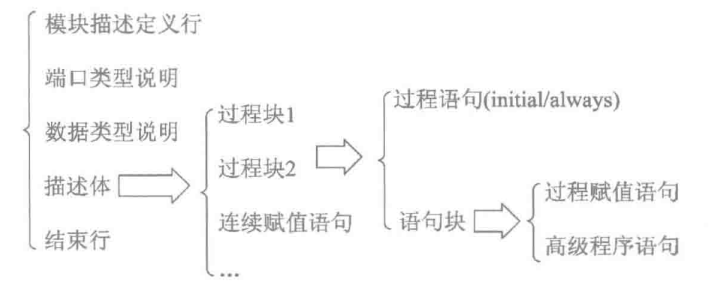 模块描述定义行
端口类型说明
数据类型说明
描述体
结束行
过程块1
过程块2
连续赋值语句
...
过程语句(initial/always)
语句块
过程赋值语句
高级程序语句